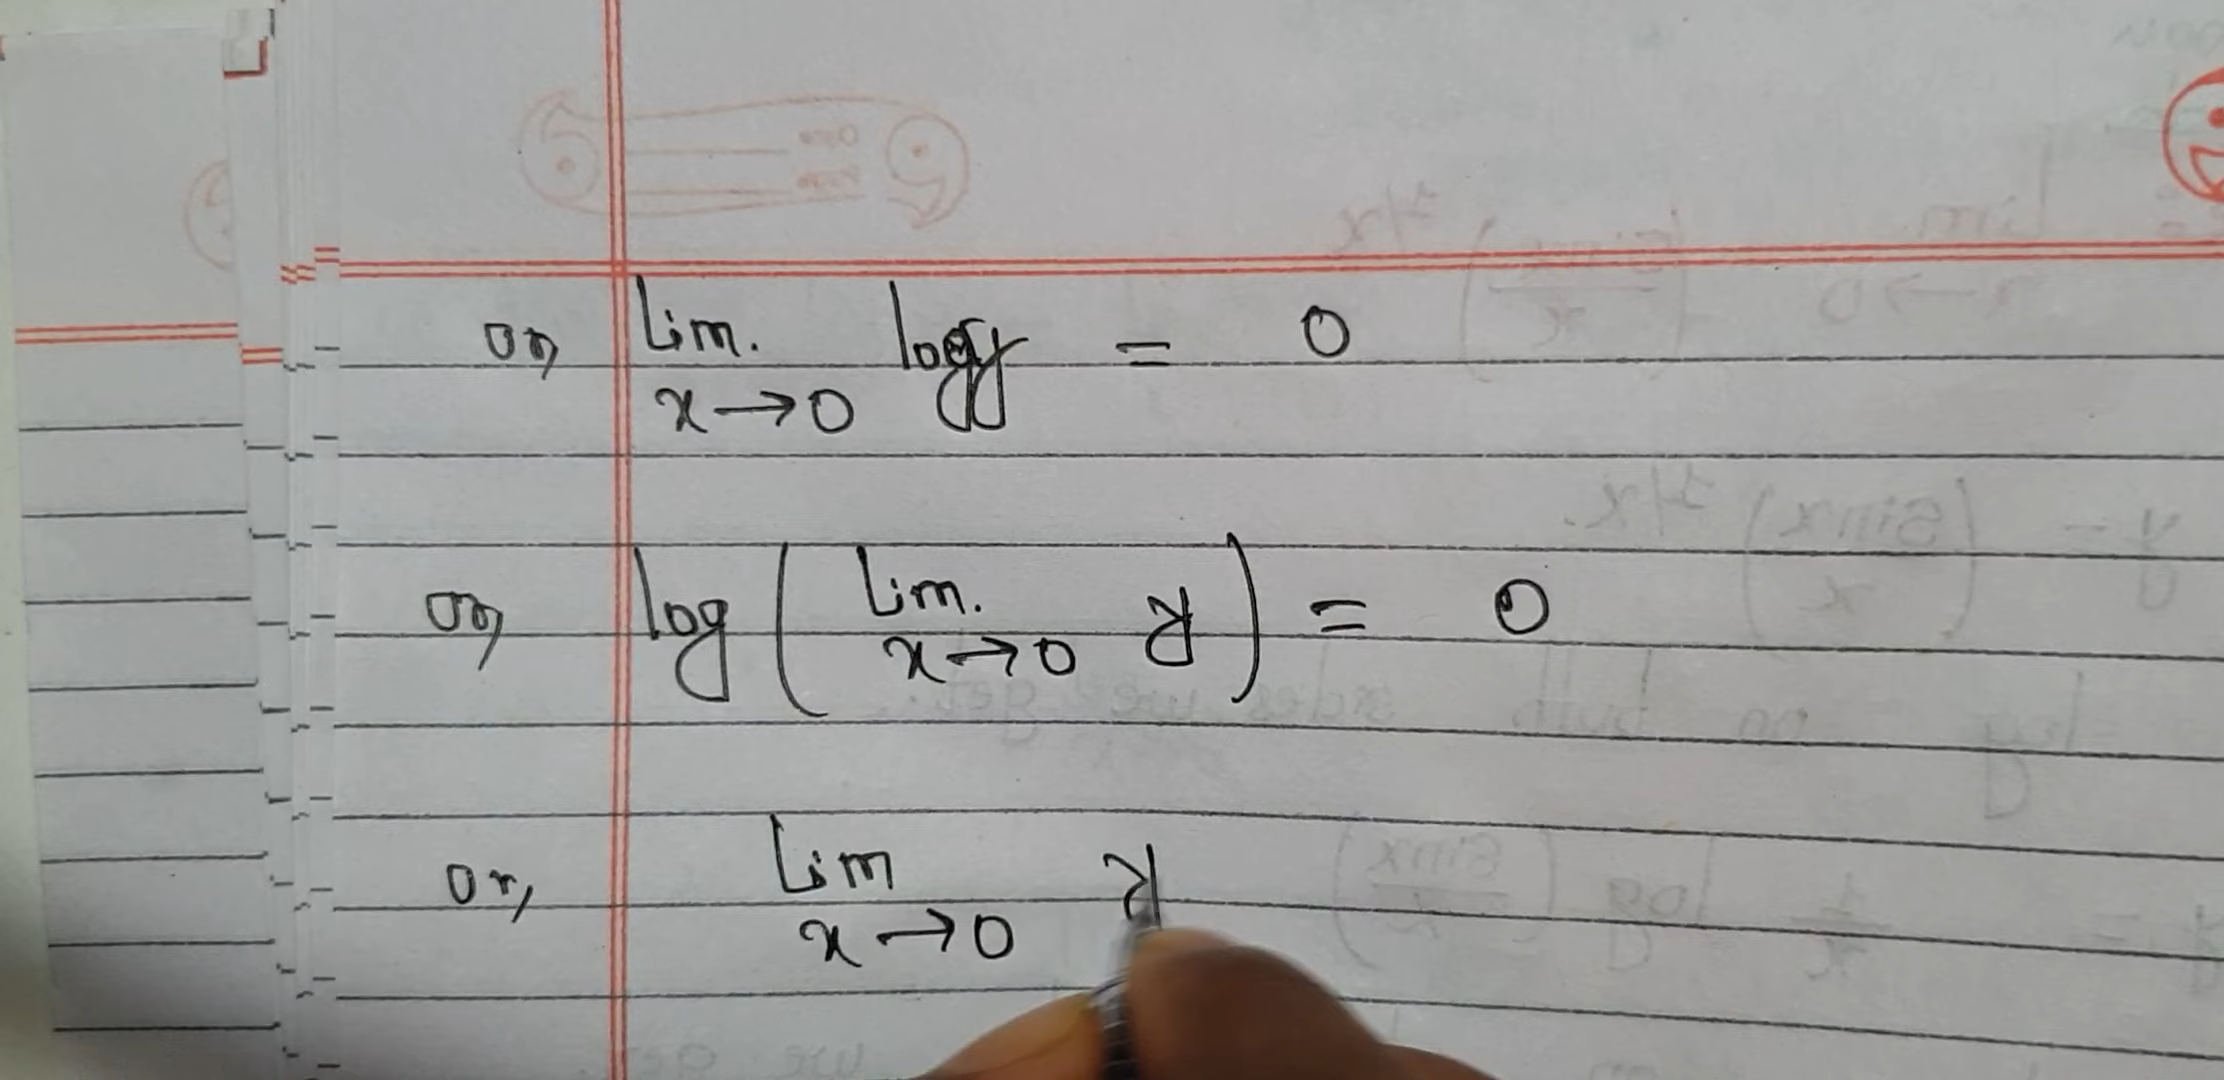 or, lim. log y = 0
x→0
or, log ( lim. y ) = 0
x→0
or, lim y
x→0